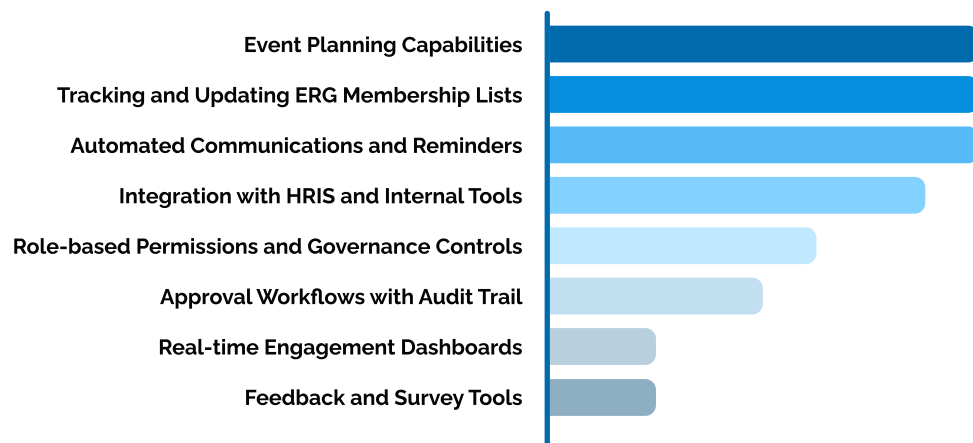 Event Planning Capabilities
Tracking and Updating ERG Membership Lists
Automated Communications and Reminders
Integration with HRIS and Internal Tools
Role-based Permissions and Governance Controls
Approval Workflows with Audit Trail
Real-time Engagement Dashboards
Feedback and Survey Tools